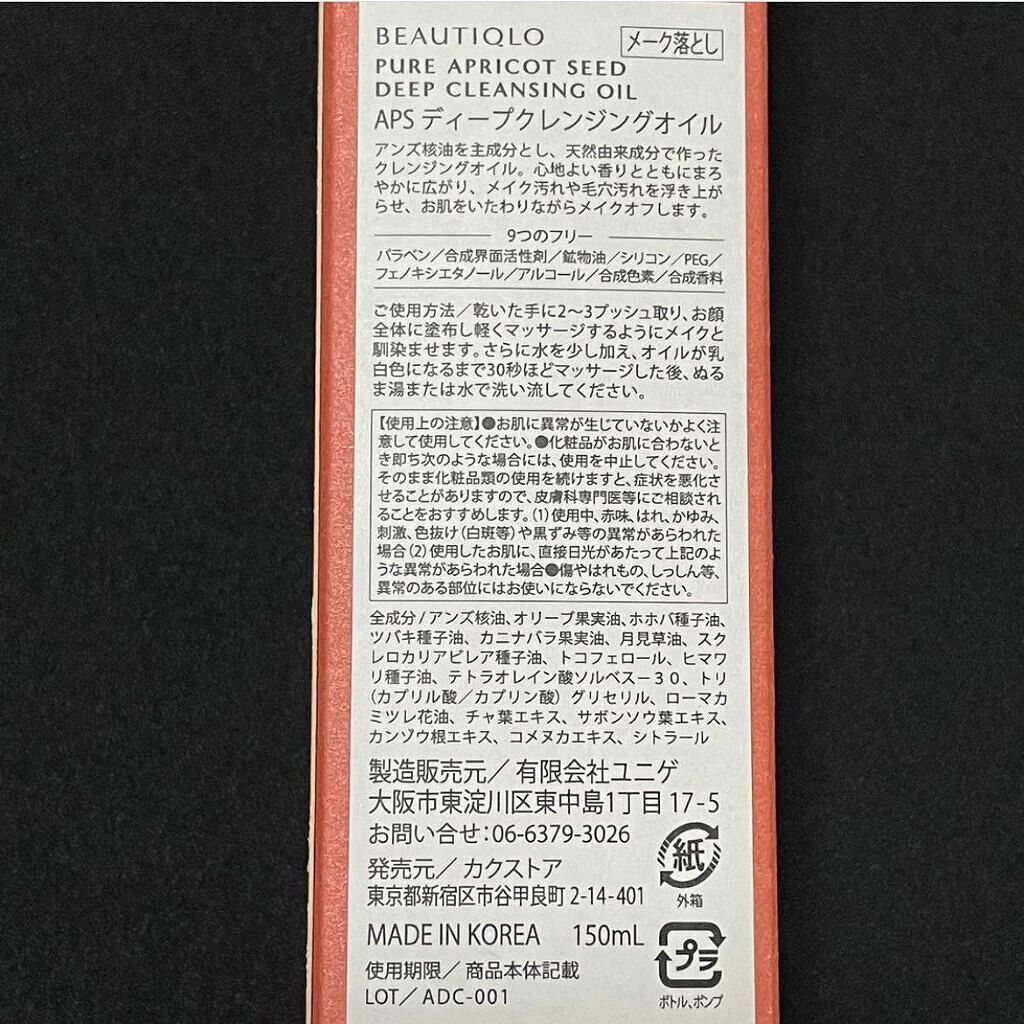 BEAUTIQLO
メーク落とし
PURE APRICOT SEED
DEEP CLEANSING OIL
APS ディープクレンジングオイル
アンズ核油を主成分とし、天然由来成分で作った
クレンジングオイル。心地よい香りとともにまろ
やかに広がり、メイク汚れや毛穴汚れを浮き上が
らせ、お肌をいたわりながらメイクオフします。
9つのフリー
パラベン／合成界面活性剤／鉱物油／シリコン／PEG／
フェノキシエタノール／アルコール／合成色素／合成香料
ご使用方法／乾いた手に2〜3プッシュ取り、お顔
全体に塗布し軽くマッサージするようにメイクと
馴染ませます。さらに水を少し加え、オイルが乳
白色になるまで30秒ほどマッサージした後、ぬる
ま湯または水で洗い流してください。
【使用上の注意】●お肌に異常が生じていないかよく注
意して使用してください。●化粧品がお肌に合わないと
き即ち次のような場合には、使用を中止してください。
そのまま化粧品類の使用を続けますと、症状を悪化さ
せることがありますので、皮膚科専門医等にご相談され
ることをおすすめします。（1）使用中、赤味、はれ、かゆみ、
刺激、色抜け（白斑等）や黒ずみ等の異常があらわれた
場合（2）使用したお肌に、直接日光があたって上記のよ
うな異常があらわれた場合●傷やはれもの、しっしん等、
異常のある部位にはお使いにならないでください。
全成分/アンズ核油、オリーブ果実油、ホホバ種子油、
ツバキ種子油、カニナバラ果実油、月見草油、スク
レロカリアビレア種子油、トコフェロール、ヒマワ
リ種子油、テトラオレイン酸ソルベス－３０、トリ
（カプリル酸／カプリン酸）グリセリル、ローマカ
ミツレ花油、チャ葉エキス、サボンソウ葉エキス、
カンゾウ根エキス、コメヌカエキス、シトラール
製造販売元／有限会社ユニゲ
大阪市東淀川区東中島1丁目17-5
お問い合せ：06-6379-3026
発売元／カクストア
東京都新宿区市谷甲良町2-14-401
紙
外箱
MADE IN KOREA 150mL
使用期限／商品本体記載
LOT／ADC-001
プラ
ボトル、ポンプ